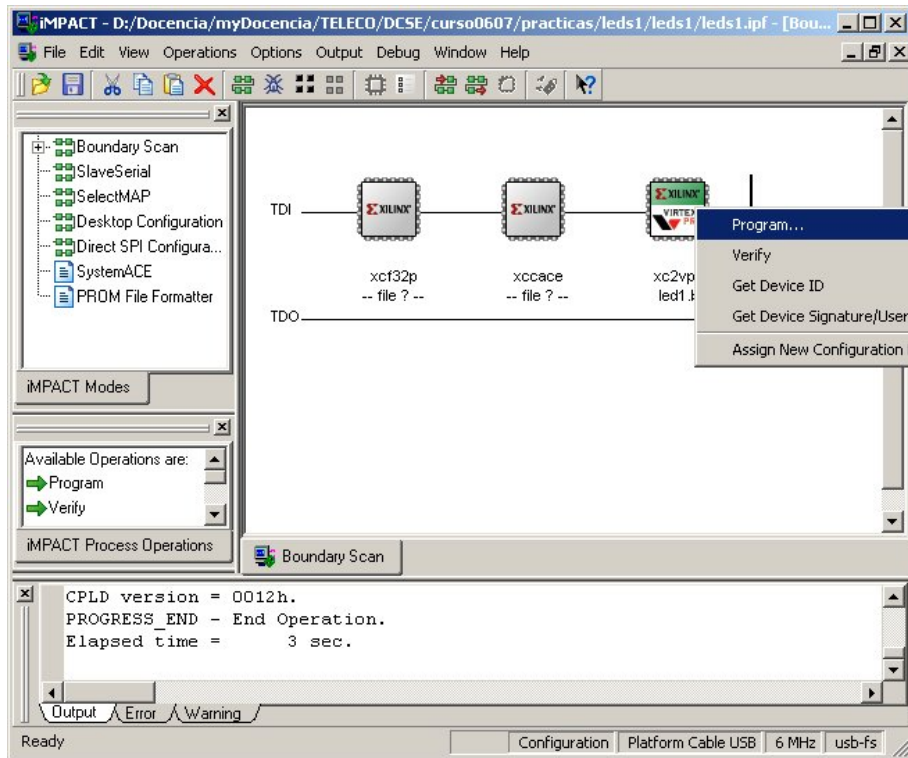 iMPACT - D:/Docencia/myDocencia/TELECO/DCSE/curso0607/practicas/leds1/leds1/leds1.ipf - [Bou...
File Edit View Operations Options Output Debug Window Help
Boundary Scan
SlaveSerial
SelectMAP
Desktop Configuration
Direct SPI Configura...
SystemACE
PROM File Formatter
iMPACT Modes
Available Operations are:
Program
Verify
iMPACT Process Operations
TDI
XILINX
XILINX
XILINX
VIRTEX
xcf32p
-- file ? --
xccace
-- file ? --
xc2vp
led1.b
TDO
Program...
Verify
Get Device ID
Get Device Signature/User
Assign New Configuration
Boundary Scan
CPLD version = 0012h.
PROGRESS_END - End Operation.
Elapsed time = 3 sec.
Output Error Warning
Ready Configuration Platform Cable USB 6 MHz usb-fs